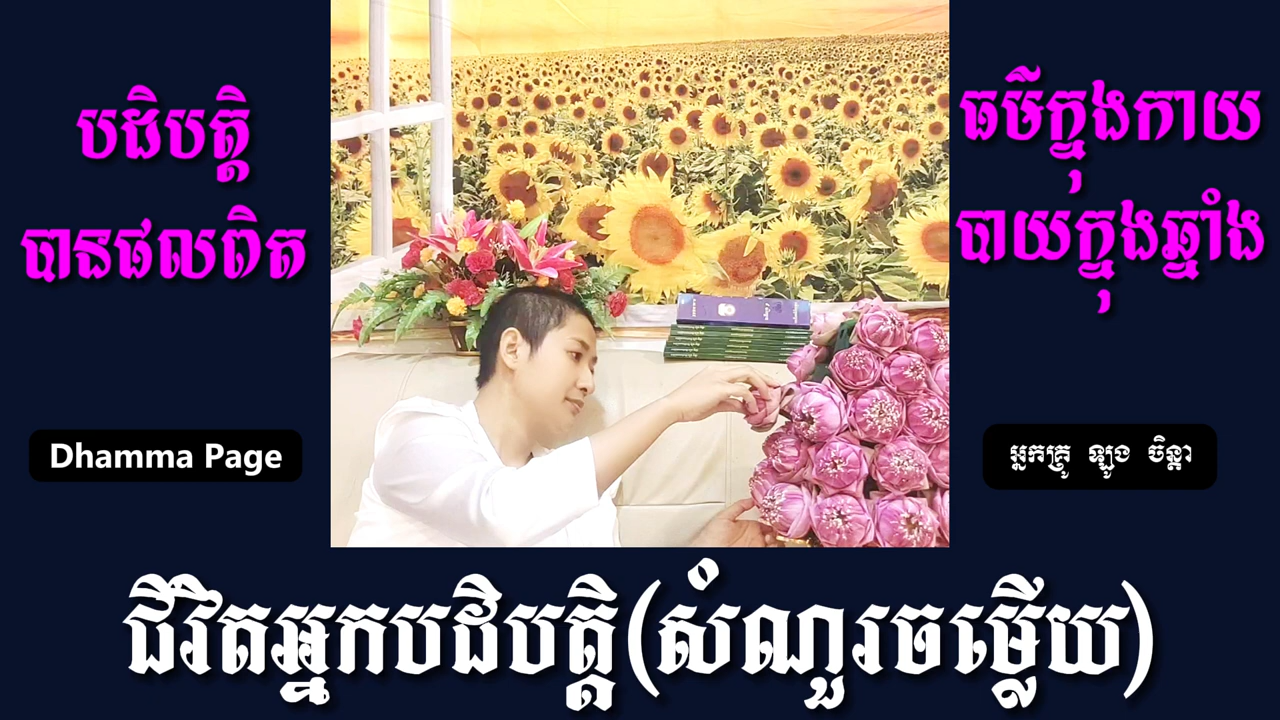 បដិបត្តិ
បានផលពិត
ធម៌ក្នុងកាយ
បាយក្នុងឆ្នាំង
Dhamma Page
អ្នកគ្រូ ឡុង ចិន្តា
ជីវិតអ្នកបដិបត្តិ(សំណួរចម្លើយ)